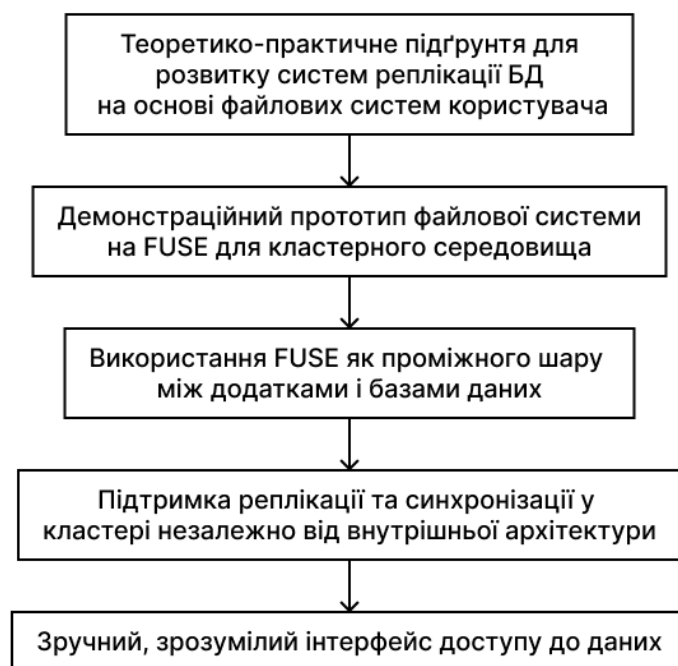 Теоретико-практичне підґрунтя для
розвитку систем реплікації БД
на основі файлових систем користувача
Демонстраційний прототип файлової системи
на FUSE для кластерного середовища
Використання FUSE як проміжного шару
між додатками і базами даних
Підтримка реплікації та синхронізації у
кластері незалежно від внутрішньої архітектури
Зручний, зрозумілий інтерфейс доступу до даних